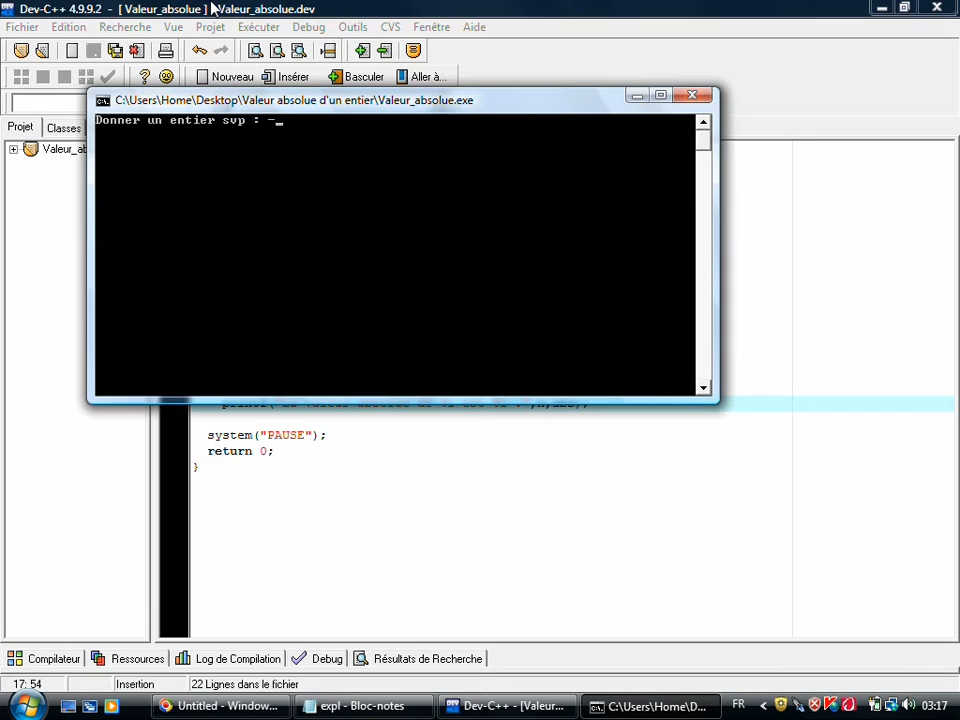 Dev-C++ 4.9.9.2 - [ Valeur_absolue ] - Valeur_absolue.dev
Fichier Edition Recherche Vue Projet Exécuter Debug Outils CVS Fenêtre Aide
Nouveau Insérer Basculer Aller à...
C:\Users\Home\Desktop\Valeur absolue d'un entier\Valeur_absolue.exe
Donner un entier svp : -_
Projet Classes
Valeur_ab
system("PAUSE");
return 0;
}
Compilateur Ressources Log de Compilation Debug Résultats de Recherche
17: 54 Insertion 22 Lignes dans le fichier
Untitled - Window... expl - Bloc-notes Dev-C++ - [Valeur... C:\Users\Home\D... FR 03:17